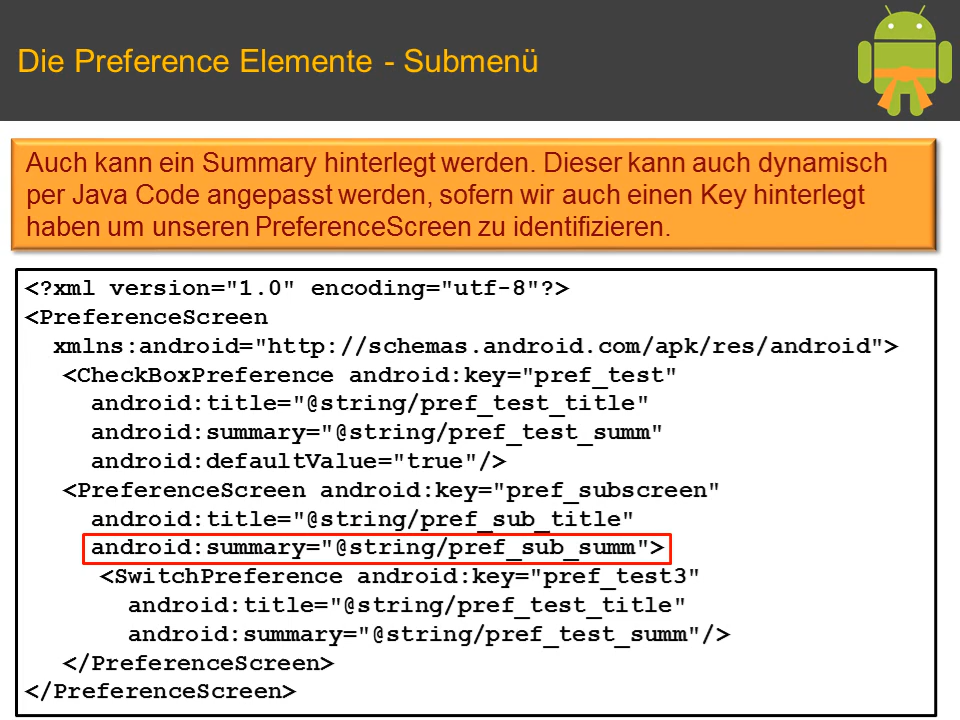 Die Preference Elemente - Submenü
Auch kann ein Summary hinterlegt werden. Dieser kann auch dynamisch
per Java Code angepasst werden, sofern wir auch einen Key hinterlegt
haben um unseren PreferenceScreen zu identifizieren.
<?xml version="1.0" encoding="utf-8"?>
<PreferenceScreen
xmlns:android="http://schemas.android.com/apk/res/android">
<CheckBoxPreference android:key="pref_test"
android:title="@string/pref_test_title"
android:summary="@string/pref_test_summ"
android:defaultValue="true"/>
<PreferenceScreen android:key="pref_subscreen"
android:title="@string/pref_sub_title"
android:summary="@string/pref_sub_summ">
<SwitchPreference android:key="pref_test3"
android:title="@string/pref_test_title"
android:summary="@string/pref_test_summ"/>
</PreferenceScreen>
</PreferenceScreen>